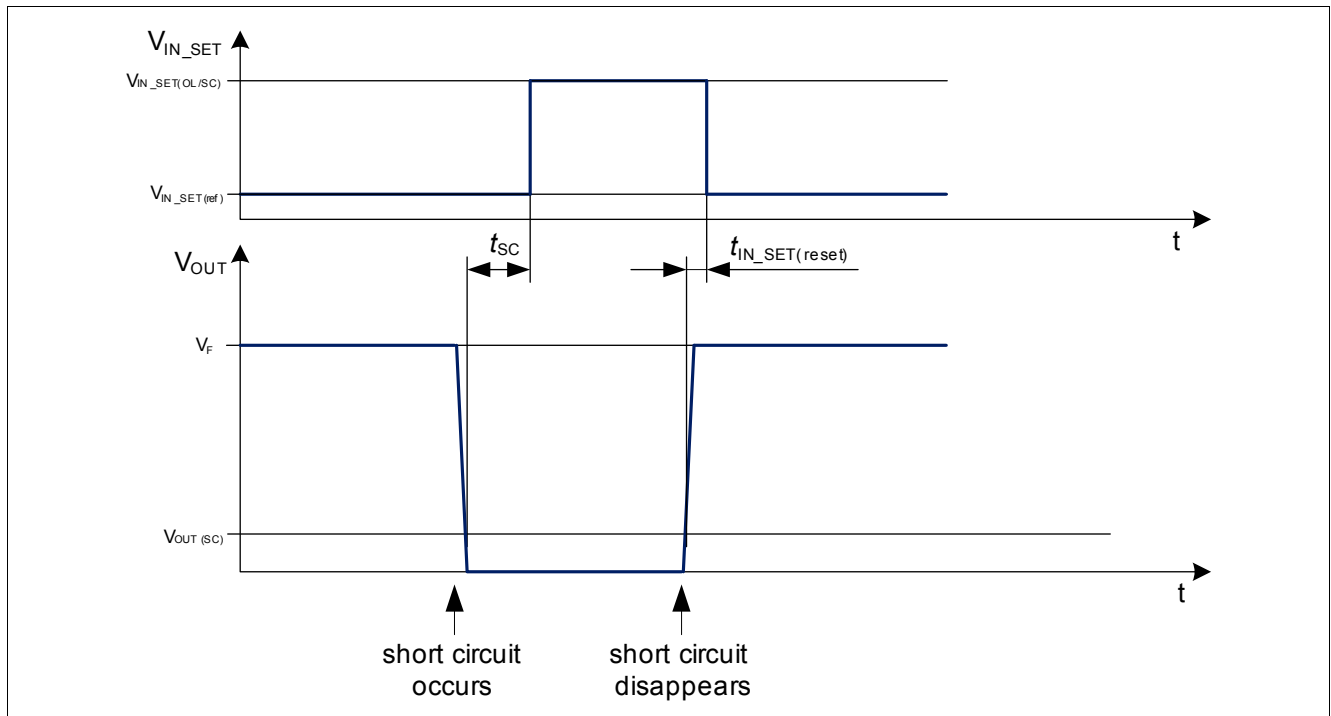 V_IN_SET
V_IN_SET(OL/SC)
V_IN_SET(ref)
t
t_SC
t_IN_SET(reset)
V_OUT
V_F
V_OUT(SC)
t
short circuit
occurs
short circuit
disappears